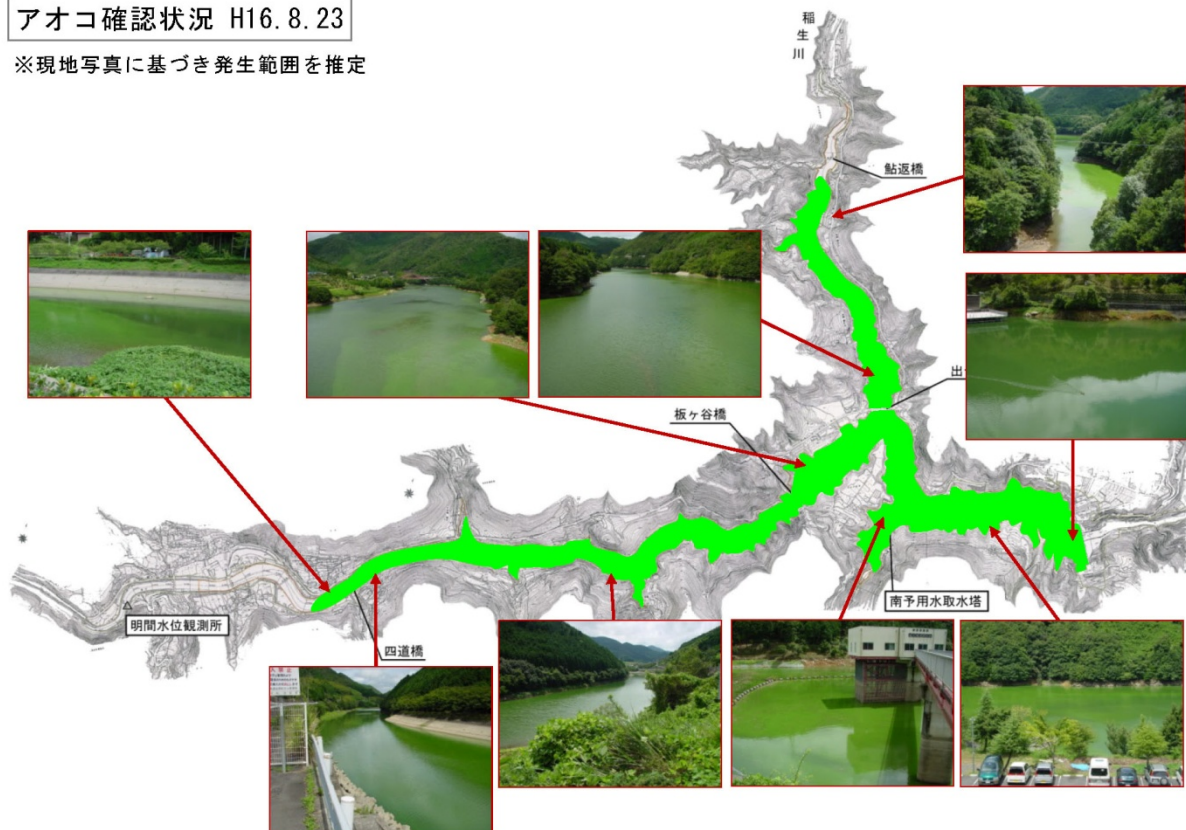 アオコ確認状況 H16.8.23
※現地写真に基づき発生範囲を推定
稲生川
鮎返橋
出
板ヶ谷橋
南予用水取水塔
明間水位観測所
四道橋